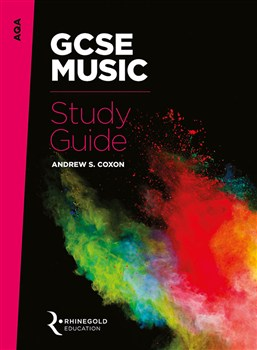 AQA
GCSE
MUSIC
Study
Guide
ANDREW S. COXON
R
RHINEGOLD
EDUCATION